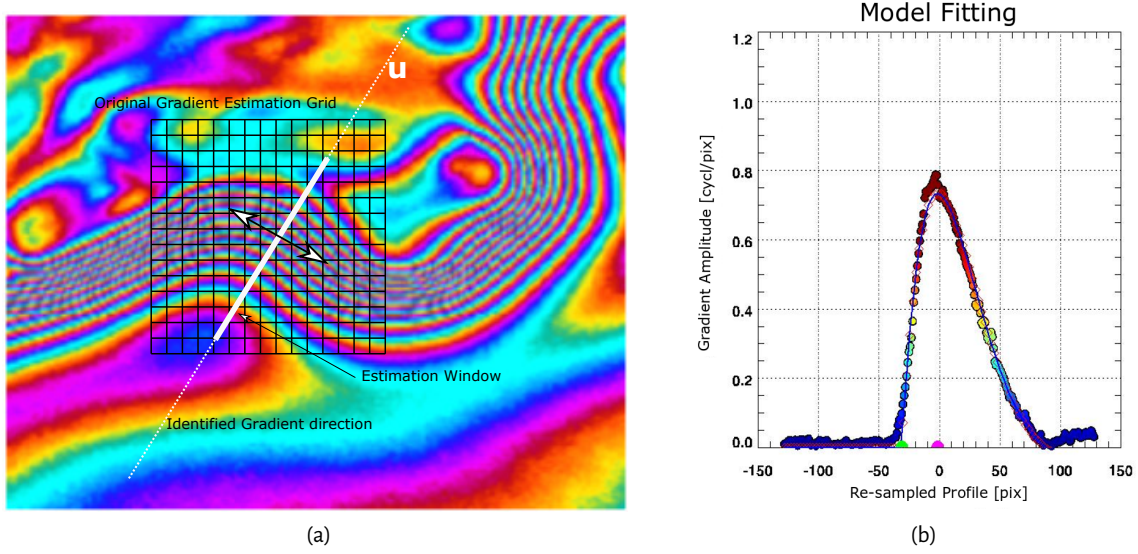 u
Original Gradient Estimation Grid
Estimation Window
Identified Gradient direction
(a)
Model Fitting
Gradient Amplitude [cycl/pix]
1.2
1.0
0.8
0.6
0.4
0.2
0.0
-150 -100 -50 0 50 100 150
Re-sampled Profile [pix]
(b)